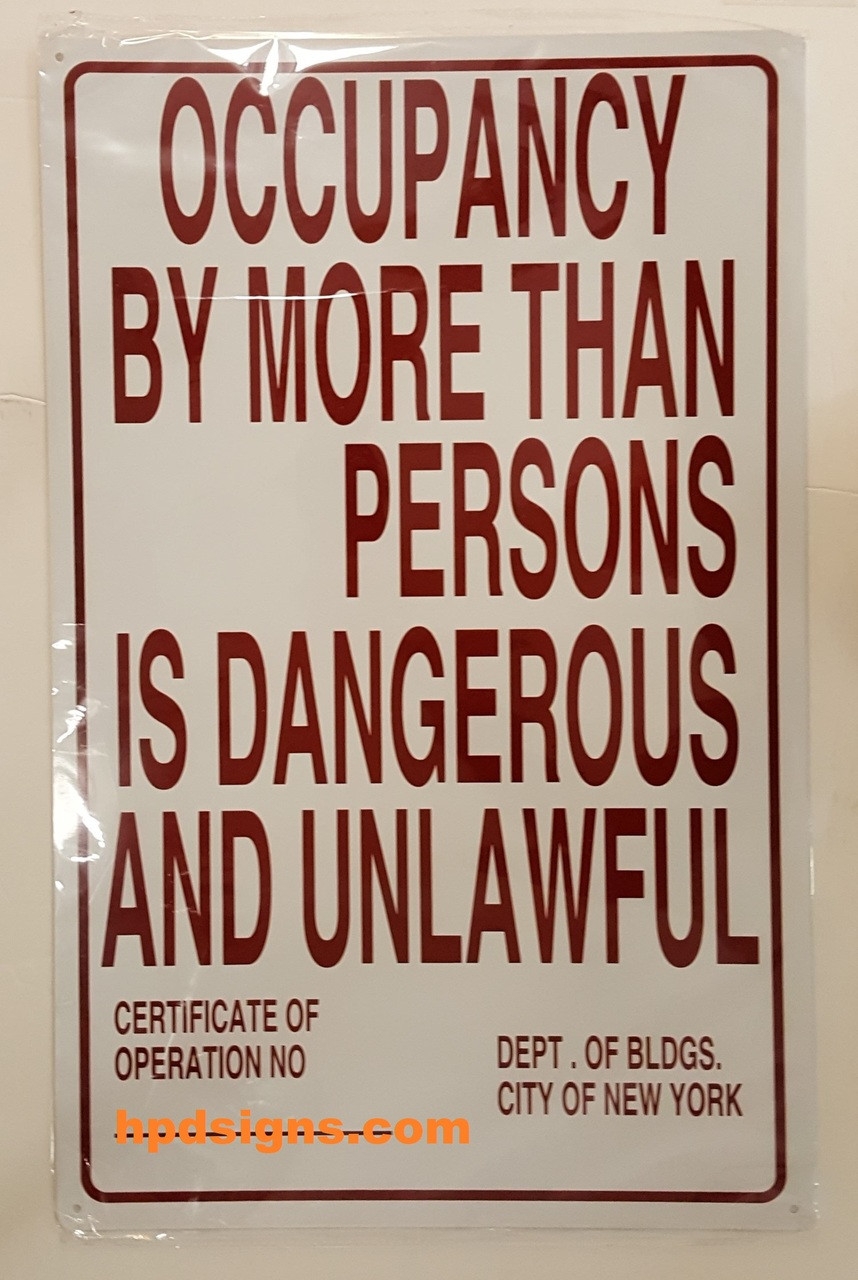 OCCUPANCY
BY MORE THAN
PERSONS
IS DANGEROUS
AND UNLAWFUL
CERTIFICATE OF
OPERATION NO
DEPT . OF BLDGS.
CITY OF NEW YORK
hpdsigns.com